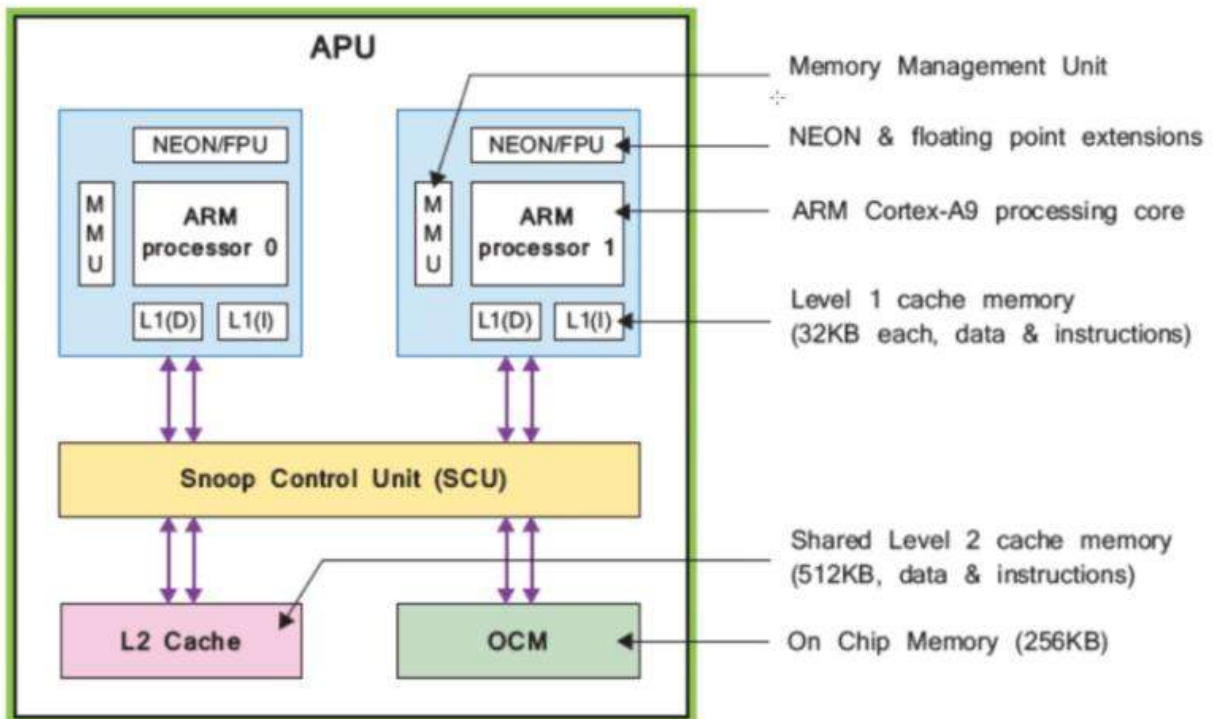 APU
NEON/FPU
M
M
U
ARM
processor 0
L1(D)
L1(I)
NEON/FPU
M
M
U
ARM
processor 1
L1(D)
L1(I)
Snoop Control Unit (SCU)
L2 Cache
OCM
Memory Management Unit
NEON & floating point extensions
ARM Cortex-A9 processing core
Level 1 cache memory
(32KB each, data & instructions)
Shared Level 2 cache memory
(512KB, data & instructions)
On Chip Memory (256KB)